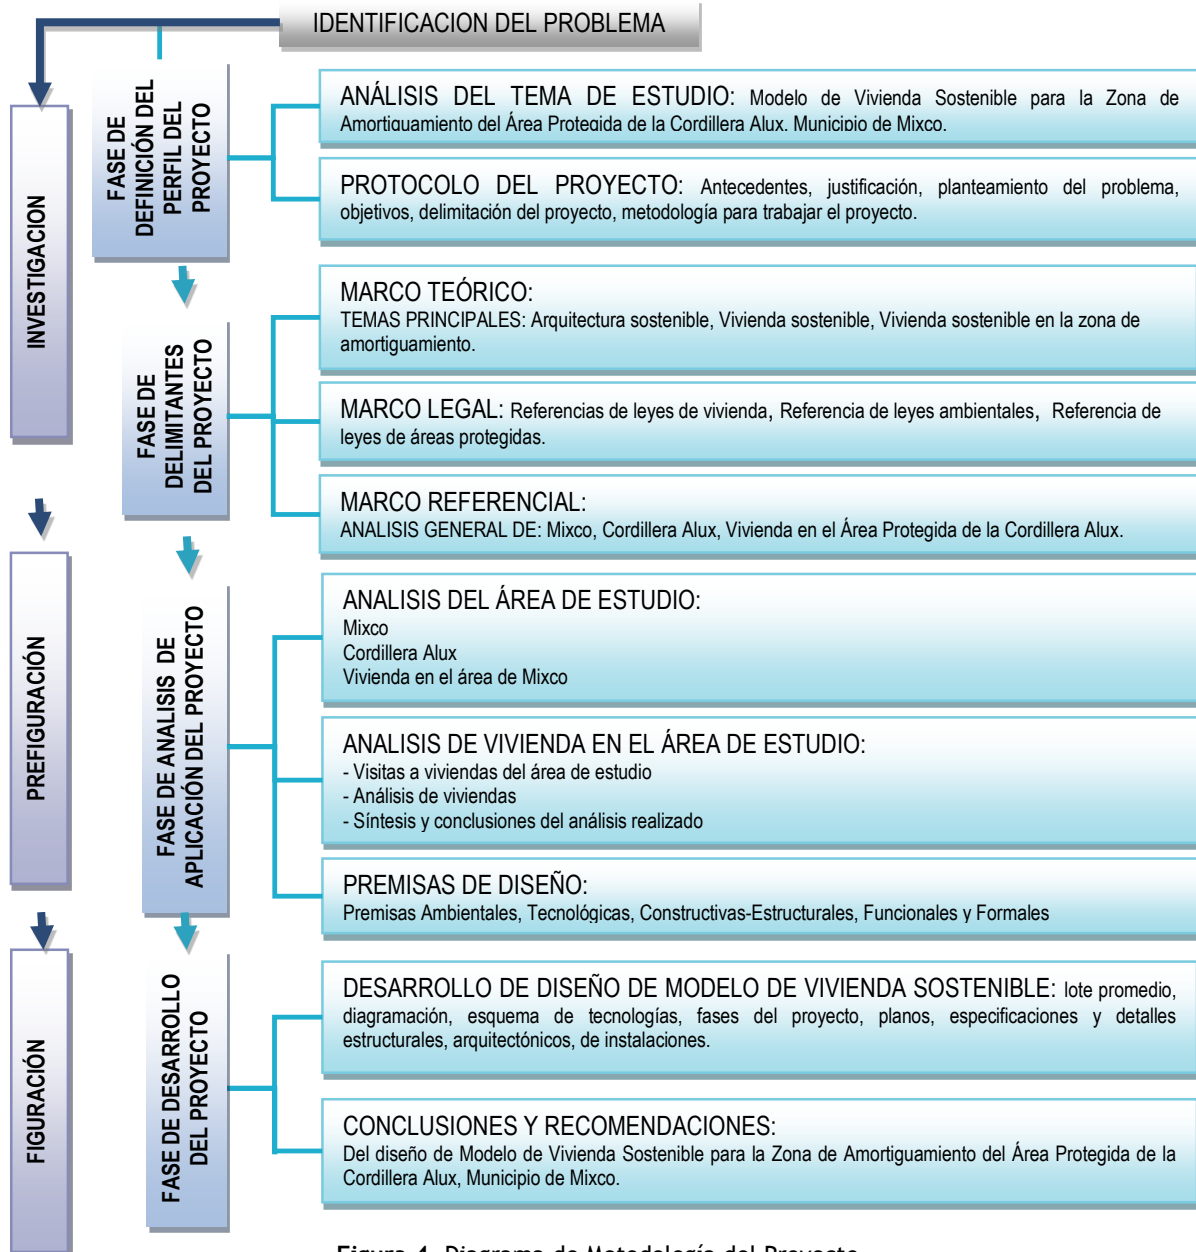 IDENTIFICACION DEL PROBLEMA
INVESTIGACION
FASE DE
DEFINICIÓN DEL
PERFIL DEL
PROYECTO
ANÁLISIS DEL TEMA DE ESTUDIO: Modelo de Vivienda Sostenible para la Zona de
Amortiguamiento del Área Protegida de la Cordillera Alux. Municipio de Mixco.
PROTOCOLO DEL PROYECTO: Antecedentes, justificación, planteamiento del problema,
objetivos, delimitación del proyecto, metodología para trabajar el proyecto.
FASE DE
DELIMITANTES
DEL PROYECTO
MARCO TEÓRICO:
TEMAS PRINCIPALES: Arquitectura sostenible, Vivienda sostenible, Vivienda sostenible en la zona de
amortiguamiento.
MARCO LEGAL: Referencias de leyes de vivienda, Referencia de leyes ambientales, Referencia de
leyes de áreas protegidas.
MARCO REFERENCIAL:
ANALISIS GENERAL DE: Mixco, Cordillera Alux, Vivienda en el Área Protegida de la Cordillera Alux.
PREFIGURACIÓN
FASE DE ANALISIS DE
APLICACIÓN DEL PROYECTO
ANALISIS DEL ÁREA DE ESTUDIO:
Mixco
Cordillera Alux
Vivienda en el área de Mixco
ANALISIS DE VIVIENDA EN EL ÁREA DE ESTUDIO:
- Visitas a viviendas del área de estudio
- Análisis de viviendas
- Síntesis y conclusiones del análisis realizado
PREMISAS DE DISEÑO:
Premisas Ambientales, Tecnológicas, Constructivas-Estructurales, Funcionales y Formales
FIGURACIÓN
FASE DE DESARROLLO
DEL PROYECTO
DESARROLLO DE DISEÑO DE MODELO DE VIVIENDA SOSTENIBLE: lote promedio,
diagramación, esquema de tecnologías, fases del proyecto, planos, especificaciones y detalles
estructurales, arquitectónicos, de instalaciones.
CONCLUSIONES Y RECOMENDACIONES:
Del diseño de Modelo de Vivienda Sostenible para la Zona de Amortiguamiento del Área Protegida de la
Cordillera Alux, Municipio de Mixco.
Figura 4. Diagrama de Metodología del Proyecto